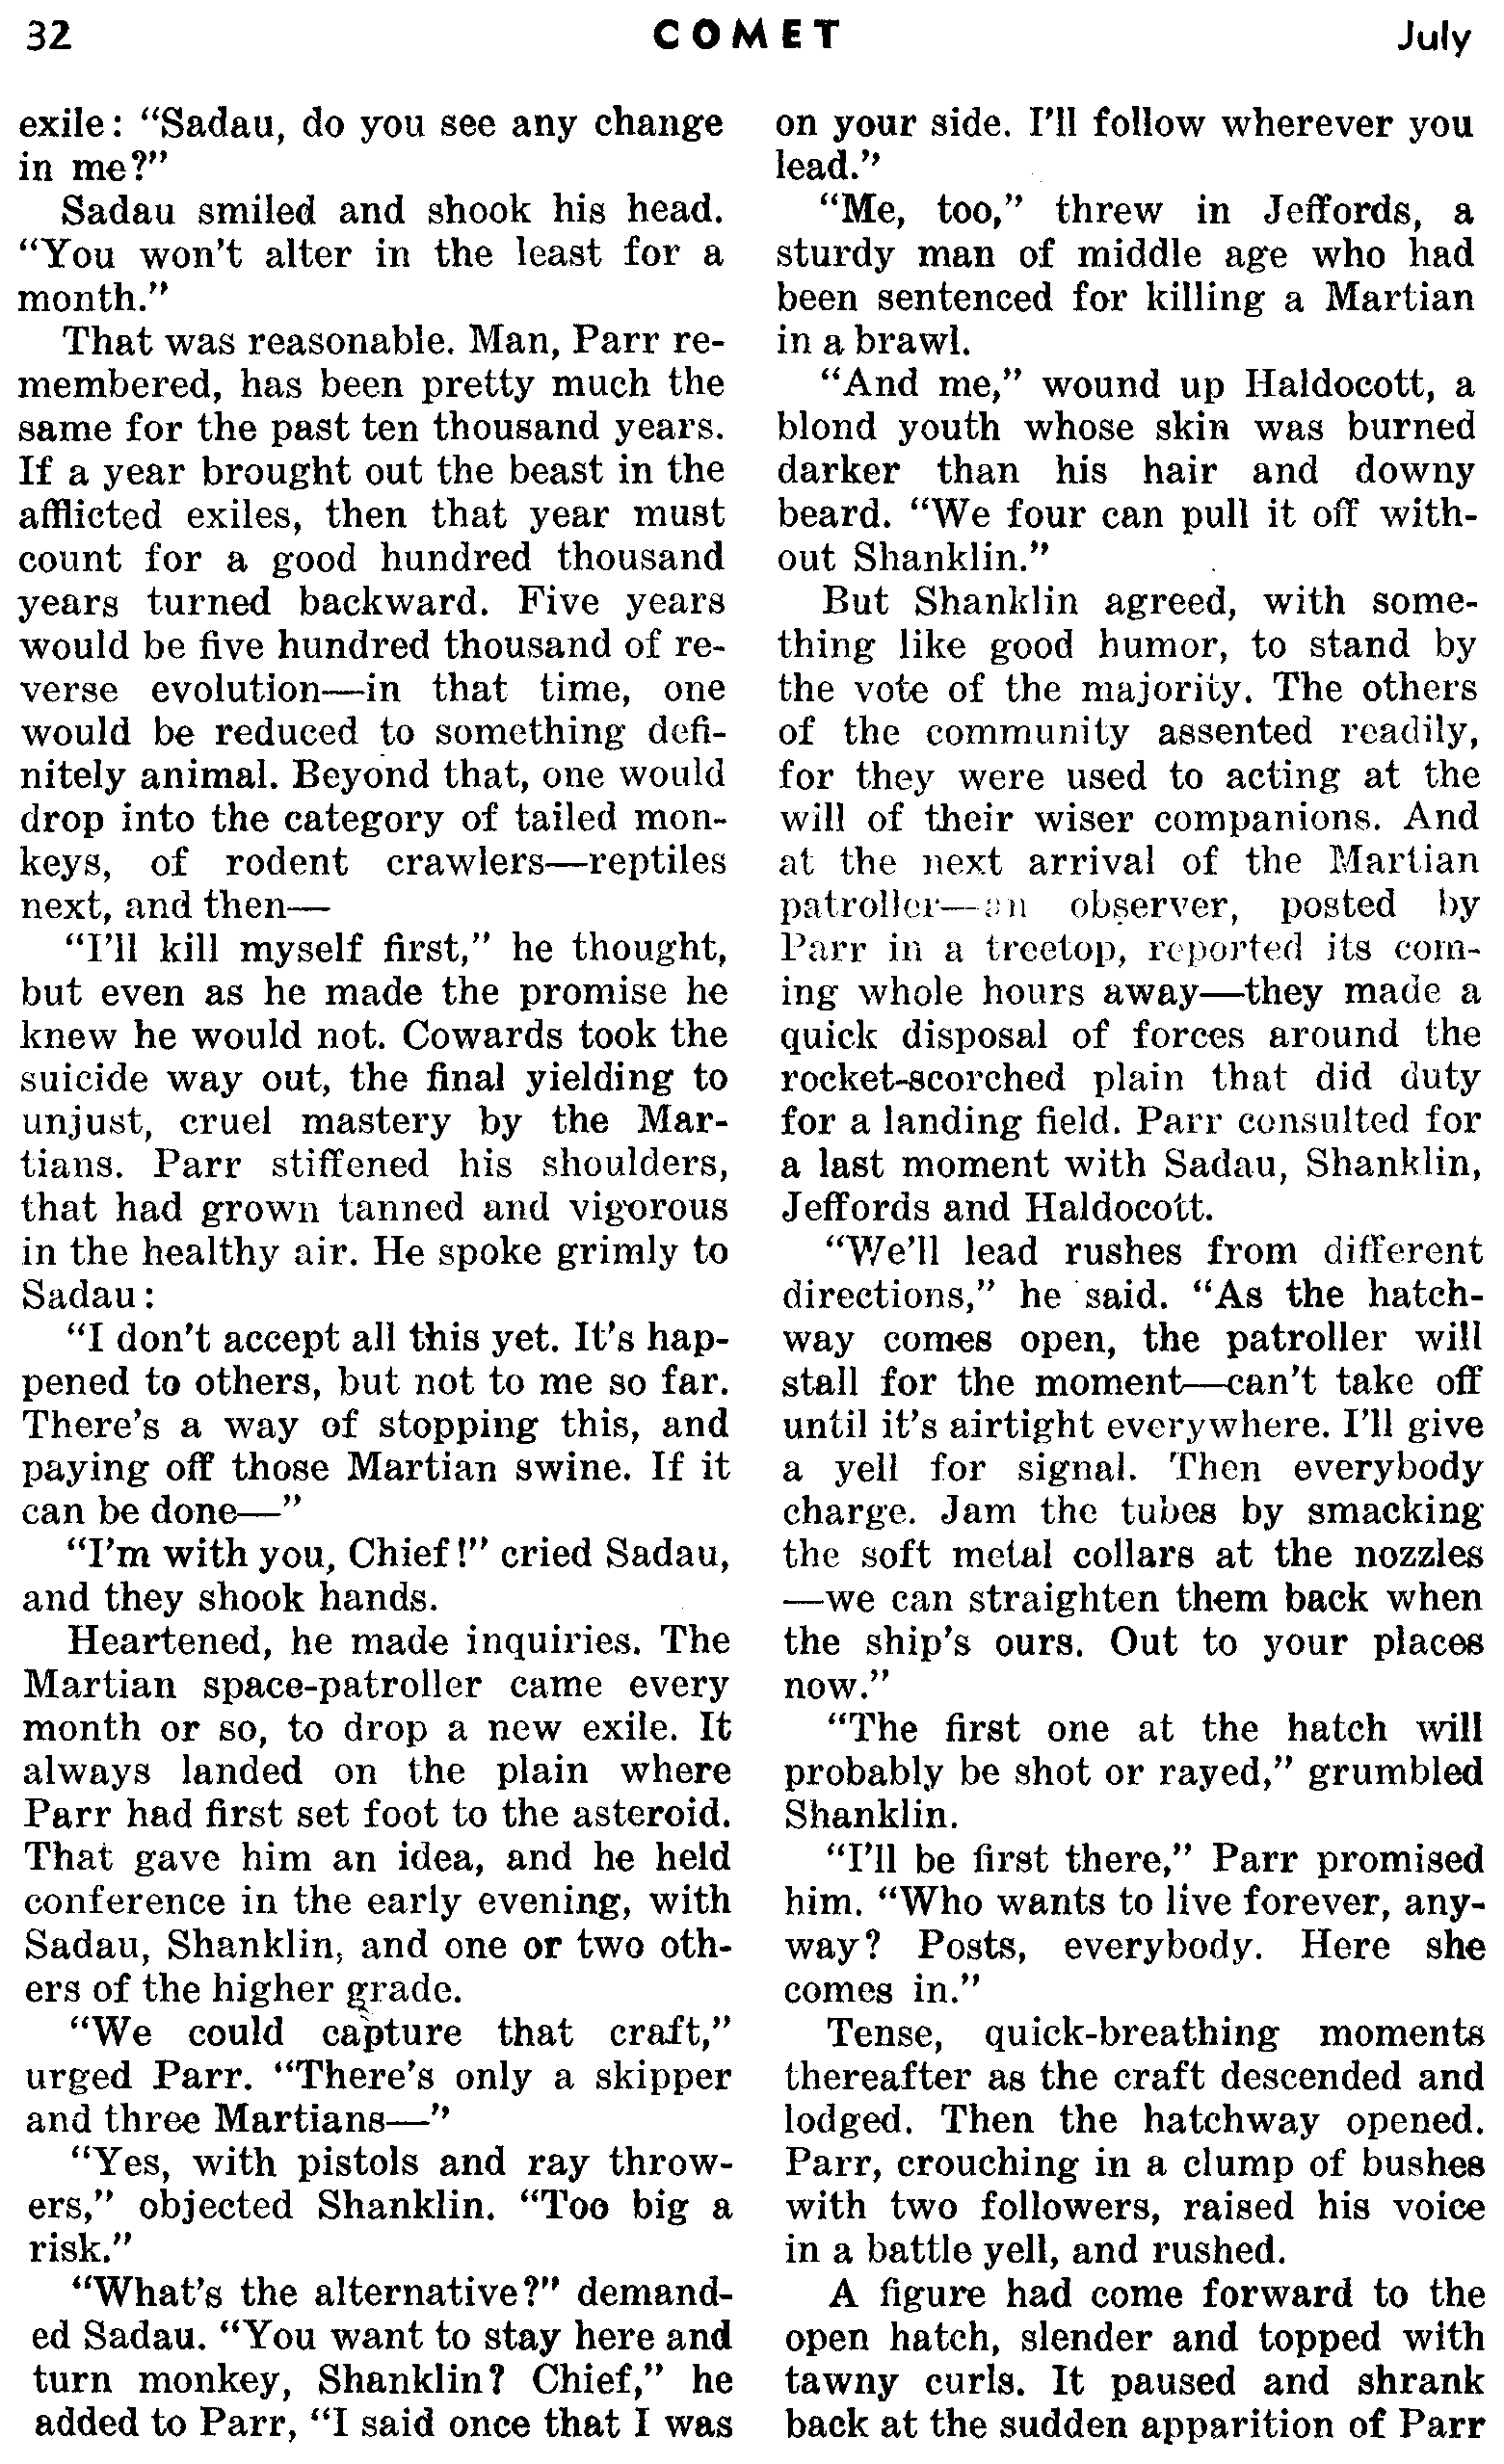 32 COMET July
exile: “Sadau, do you see any change
in me?”
Sadau smiled and shook his head.
“You won't alter in the least for a
month.”
That was reasonable. Man, Parr re-
membered, has been pretty much the
same for the past ten thousand years.
If a year brought out the beast in the
afflicted exiles, then that year must
count for a good hundred thousand
years turned backward. Five years
would be five hundred thousand of re-
verse evolution—in that time, one
would be reduced to something defi-
nitely animal. Beyond that, one would
drop into the category of tailed mon-
keys, of rodent crawlers—reptiles
next, and then—
“I'll kill myself first,” he thought,
but even as he made the promise he
knew he would not. Cowards took the
suicide way out, the final yielding to
unjust, cruel mastery by the Mar-
tians. Parr stiffened his shoulders,
that had grown tanned and vigorous
in the healthy air. He spoke grimly to
Sadau:
“I don't accept all this yet. It's hap-
pened to others, but not to me so far.
There's a way of stopping this, and
paying off those Martian swine. If it
can be done—”
“I'm with you, Chief!” cried Sadau,
and they shook hands.
Heartened, he made inquiries. The
Martian space-patroller came every
month or so, to drop a new exile. It
always landed on the plain where
Parr had first set foot to the asteroid.
That gave him an idea, and he held
conference in the early evening, with
Sadau, Shanklin, and one or two oth-
ers of the higher grade.
“We could capture that craft,”
urged Parr. “There's only a skipper
and three Martians—”
“Yes, with pistols and ray throw-
ers,” objected Shanklin. “Too big a
risk.”
“What's the alternative?” demand-
ed Sadau. “You want to stay here and
turn monkey, Shanklin? Chief,” he
added to Parr, “I said once that I was
on your side. I'll follow wherever you
lead.”
“Me, too,” threw in Jeffords, a
sturdy man of middle age who had
been sentenced for killing a Martian
in a brawl.
“And me,” wound up Haldocott, a
blond youth whose skin was burned
darker than his hair and downy
beard. “We four can pull it off with-
out Shanklin.”
But Shanklin agreed, with some-
thing like good humor, to stand by
the vote of the majority. The others
of the community assented readily,
for they were used to acting at the
will of their wiser companions. And
at the next arrival of the Martian
patroller—an observer, posted by
Parr in a treetop, reported its com-
ing whole hours away—they made a
quick disposal of forces around the
rocket-scorched plain that did duty
for a landing field. Parr consulted for
a last moment with Sadau, Shanklin,
Jeffords and Haldocott.
“We'll lead rushes from different
directions,” he said. “As the hatch-
way comes open, the patroller will
stall for the moment—can't take off
until it's airtight everywhere. I'll give
a yell for signal. Then everybody
charge. Jam the tubes by smacking
the soft metal collars at the nozzles
—we can straighten them back when
the ship's ours. Out to your places
now.”
“The first one at the hatch will
probably be shot or rayed,” grumbled
Shanklin.
“I'll be first there,” Parr promised
him. “Who wants to live forever, any-
way? Posts, everybody. Here she
comes in.”
Tense, quick-breathing moments
thereafter as the craft descended and
lodged. Then the hatchway opened.
Parr, crouching in a clump of bushes
with two followers, raised his voice
in a battle yell, and rushed.
A figure had come forward to the
open hatch, slender and topped with
tawny curls. It paused and shrank
back at the sudden apparition of Parr